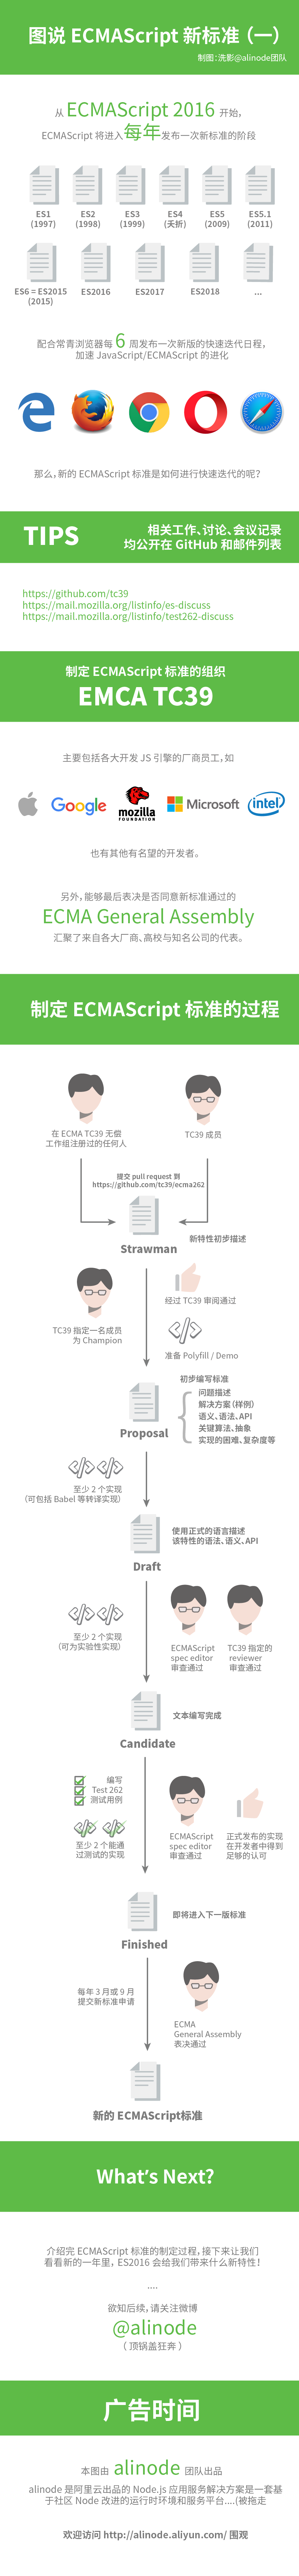 图说 ECMAScript 新标准 (一)
制图：洗影@alinode团队
从 ECMAScript 2016 开始，
ECMAScript 将进入每年发布一次新标准的阶段
ES1 ES2 ES3 ES4 ES5 ES5.1
(1997) (1998) (1999) (夭折) (2009) (2011)
ES6 = ES2015 ES2016 ES2017 ES2018 ...
(2015)
配合常青浏览器每 6 周发布一次新版的快速迭代日程，
加速 JavaScript/ECMAScript 的进化
那么，新的 ECMAScript 标准是如何进行快速迭代的呢？
TIPS
相关工作、讨论、会议记录
均公开在 GitHub 和邮件列表
https://github.com/tc39
https://mail.mozilla.org/listinfo/es-discuss
https://mail.mozilla.org/listinfo/test262-discuss
制定 ECMAScript 标准的组织
EMCA TC39
主要包括各大开发 JS 引擎的厂商员工，如
Google mozilla FOUNDATION Microsoft intel
也有其他有名望的开发者。
另外，能够最后表决是否同意新标准通过的
ECMA General Assembly
汇聚了来自各大厂商、高校与知名公司的代表。
制定 ECMAScript 标准的过程
在 ECMA TC39 无偿
工作组注册过的任何人
TC39 成员
提交 pull request 到
https://github.com/tc39/ecma262
新特性初步描述
Strawman
经过 TC39 审阅通过
TC39 指定一名成员
为 Champion
准备 Polyfill / Demo
初步编写标准
问题描述
解决方案（样例）
语义、语法、API
关键算法、抽象
实现的困难、复杂度等
Proposal
至少 2 个实现
（可包括 Babel 等转译实现）
使用正式的语言描述
该特性的语法、语义、API
Draft
至少 2 个实现
（可为实验性实现）
ECMAScript
spec editor
审查通过
TC39 指定的
reviewer
审查通过
文本编写完成
Candidate
编写
Test 262
测试用例
至少 2 个能通
过测试的实现
ECMAScript
spec editor
审查通过
正式发布的实现
在开发者中得到
足够的认可
即将进入下一版标准
Finished
每年 3 月或 9 月
提交新标准申请
ECMA
General Assembly
表决通过
新的 ECMAScript标准
What's Next?
介绍完 ECMAScript 标准的制定过程，接下来让我们
看看新的一年里，ES2016 会给我们带来什么新特性！
....
欲知后续，请关注微博
@alinode
（顶锅盖狂奔）
广告时间
本图由 alinode 团队出品
alinode 是阿里云出品的 Node.js 应用服务解决方案是一套基
于社区 Node 改进的运行时环境和服务平台....(被拖走
欢迎访问 http://alinode.aliyun.com/ 围观